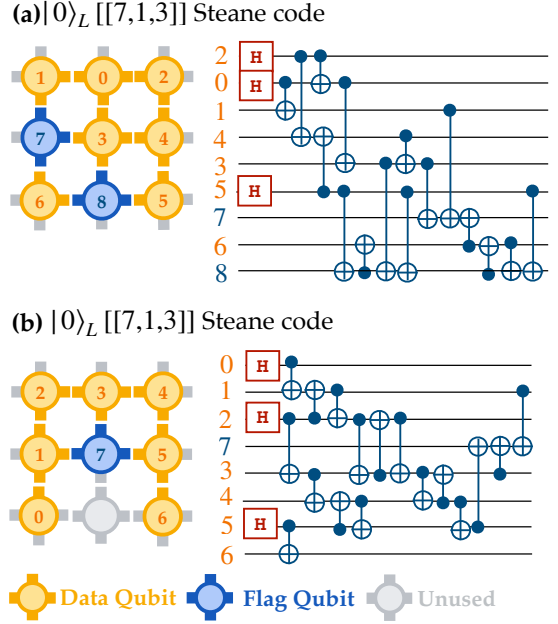 (a)|0⟩L [[7,1,3]] Steane code
1 0 2
7 3 4
6 8 5
2 H
0 H
1
4
3
5 H
7
6
8
(b) |0⟩L [[7,1,3]] Steane code
2 3 4
1 7 5
0 6
0 H
1
2 H
7
3
4
5 H
6
Data Qubit Flag Qubit Unused